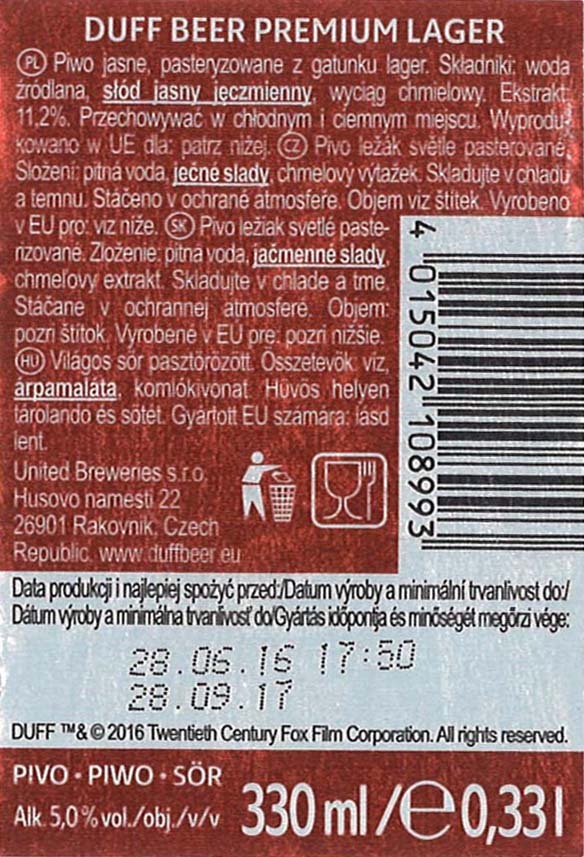 DUFF BEER PREMIUM LAGER
PL Piwo jasne, pasteryzowane z gatunku lager. Składniki: woda
źródlana, słód jasny jęczmienny, wyciąg chmielowy. Ekstrakt
11,2%. Przechowywać w chłodnym i ciemnym miejscu. Wyprodu-
kowano w UE dla: patrz niżej. CZ Pivo ležák světlé pasterované.
Složení: pitná voda, ječné slady, chmelový výtažek. Skladujte v chladu
a temnu. Stáčeno v ochrané atmosfeře. Objem viz štítek. Vyrobeno
v EU pro: viz níže. SK Pivo ležiak svetlé paste-
rizované. Zloženie: pitná voda, jačmenné slady,
chmeľový extrakt. Skladujte v chlade a tme.
Stáčané v ochrannej atmosfére. Objem:
pozri štítok. Vyrobené v EU pre: pozri nižšie.
HU Világos sör pasztörözött. Összetevők: víz,
árpamaláta, komlókivonat. Hűvös helyen
tárolandó és sötét. Gyártott EU számára: lásd
lent.
United Breweries s.r.o.
Husovo namesti 22
26901 Rakovnik, Czech
Republic. www.duffbeer.eu
4 015042 108993
Data produkcji i najlepiej spożyć przed:/Datum výroby a minimální trvanlivost do:/
Dátum výroby a minimálna trvanlivosť do/Gyártás időpontja és minőségét megőrzi vége:
28.06.16 17:50
28.09.17
DUFF ™& © 2016 Twentieth Century Fox Film Corporation. All rights reserved.
PIVO • PIWO • SÖR
Alk. 5,0 % vol./obj./v/v 330 ml /℮ 0,33 l